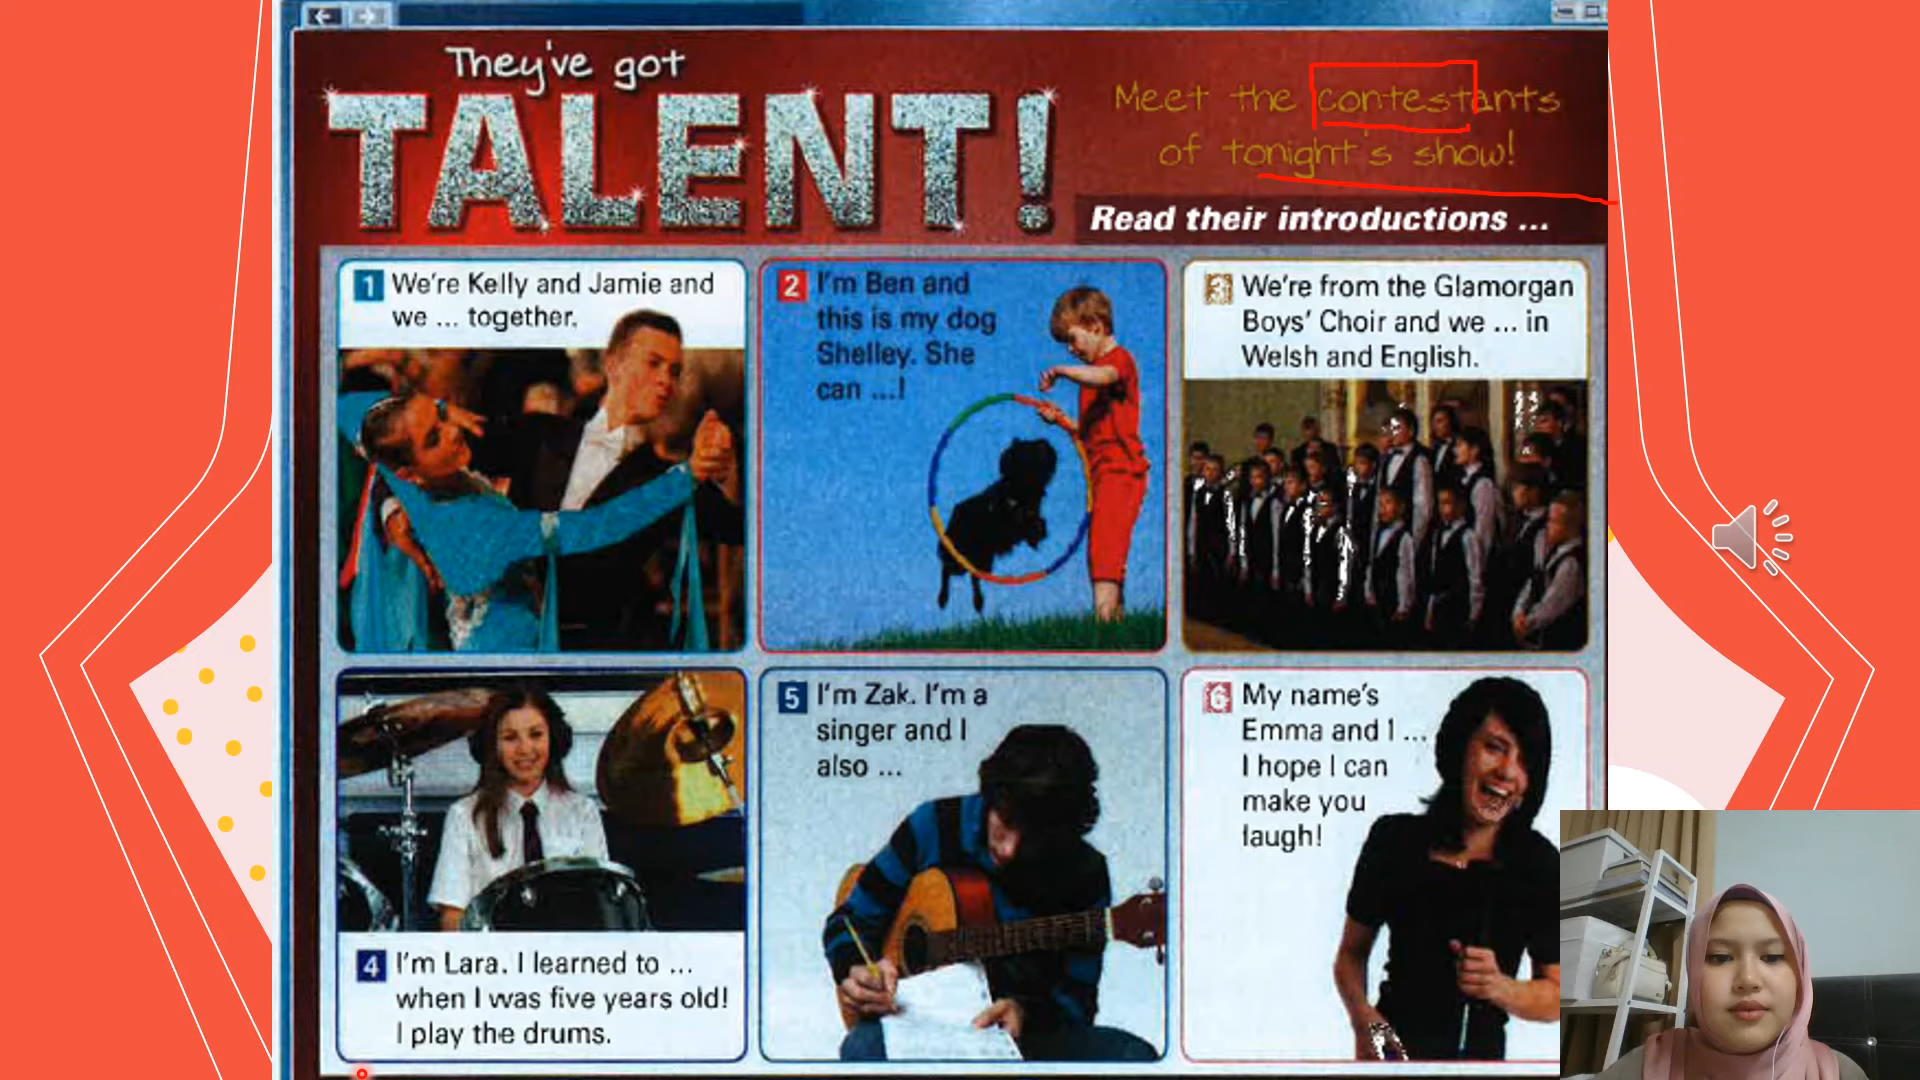 They've got
TALENT!
Meet the contestants
of tonight's show!
Read their introductions ...
1 We're Kelly and Jamie and
we ... together.
2 I'm Ben and
this is my dog
Shelley. She
can ...!
3 We're from the Glamorgan
Boys' Choir and we ... in
Welsh and English.
4 I'm Lara. I learned to ...
when I was five years old!
I play the drums.
5 I'm Zak. I'm a
singer and I
also ...
6 My name's
Emma and I ...
I hope I can
make you
laugh!